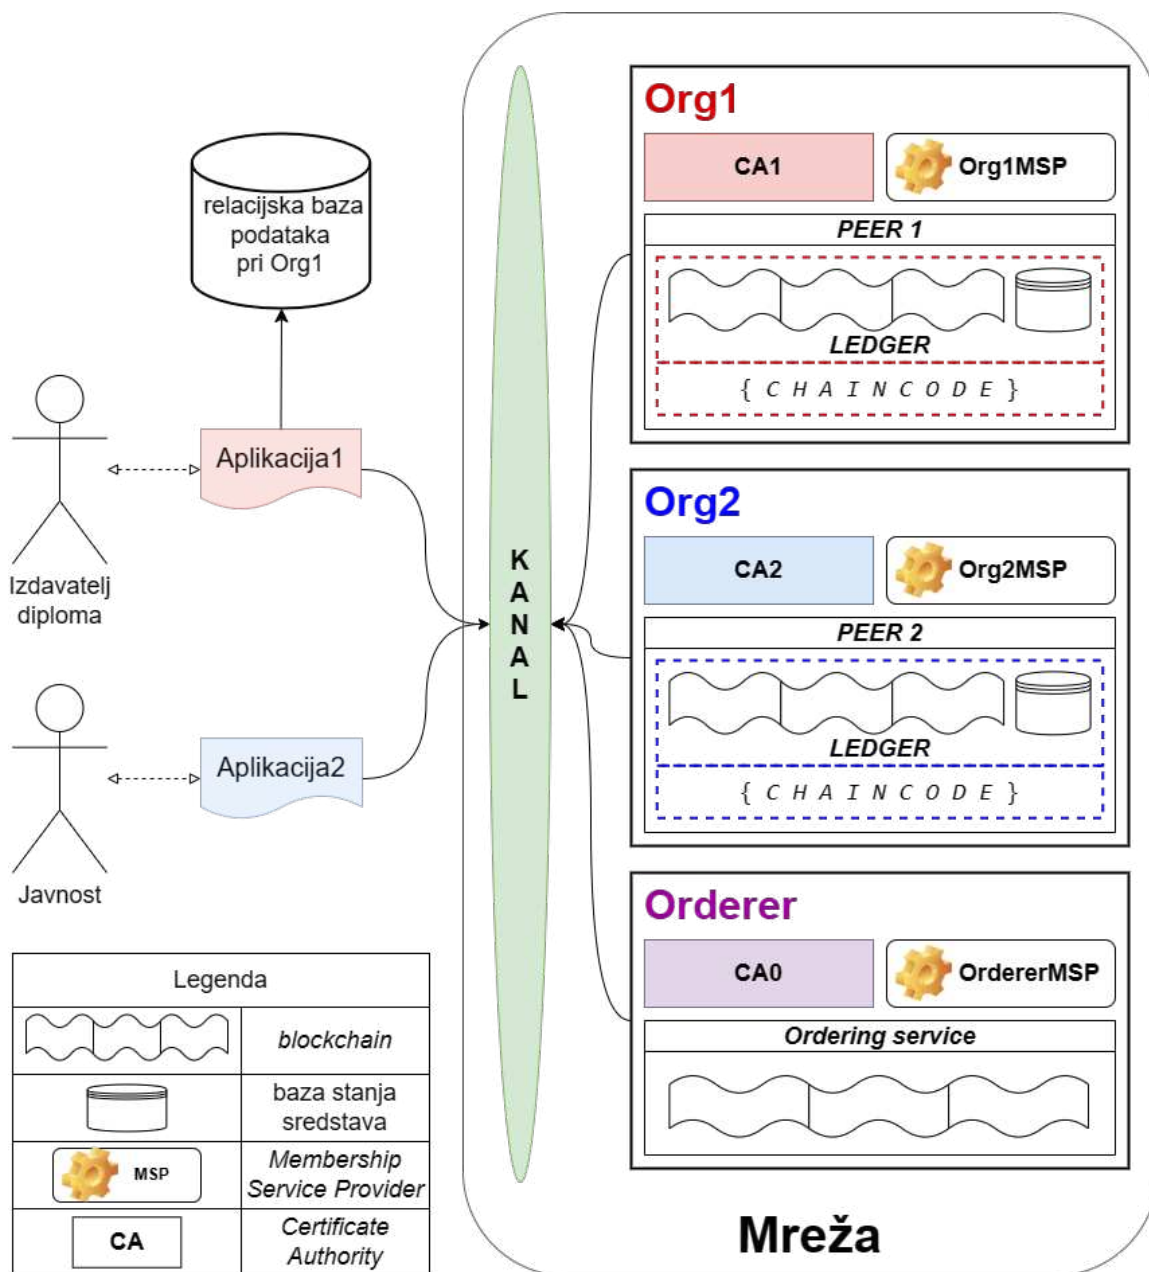 Org1
CA1
Org1MSP
PEER 1
LEDGER
{ C H A I N C O D E }
relacijska baza
podataka
pri Org1
Aplikacija1
Izdavatelj
diploma
K
A
N
A
L
Org2
CA2
Org2MSP
PEER 2
LEDGER
{ C H A I N C O D E }
Aplikacija2
Javnost
Orderer
CA0
OrdererMSP
Ordering service
Legenda
blockchain
baza stanja
sredstava
MSP
Membership
Service Provider
CA
Certificate
Authority
Mreža